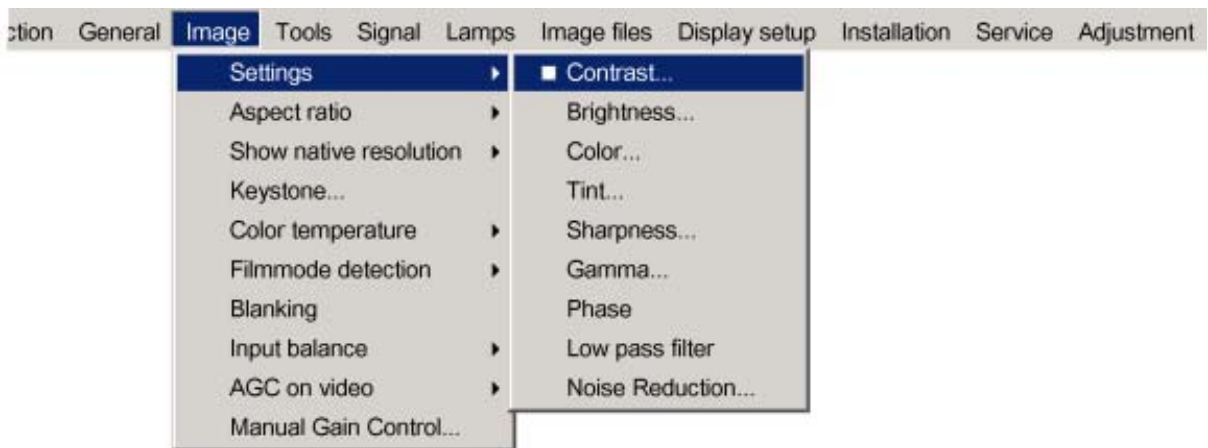 ction General Image Tools Signal Lamps Image files Display setup Installation Service Adjustment
Settings
Aspect ratio
Show native resolution
Keystone...
Color temperature
Filmmode detection
Blanking
Input balance
AGC on video
Manual Gain Control...
Contrast...
Brightness...
Color...
Tint...
Sharpness...
Gamma...
Phase
Low pass filter
Noise Reduction...